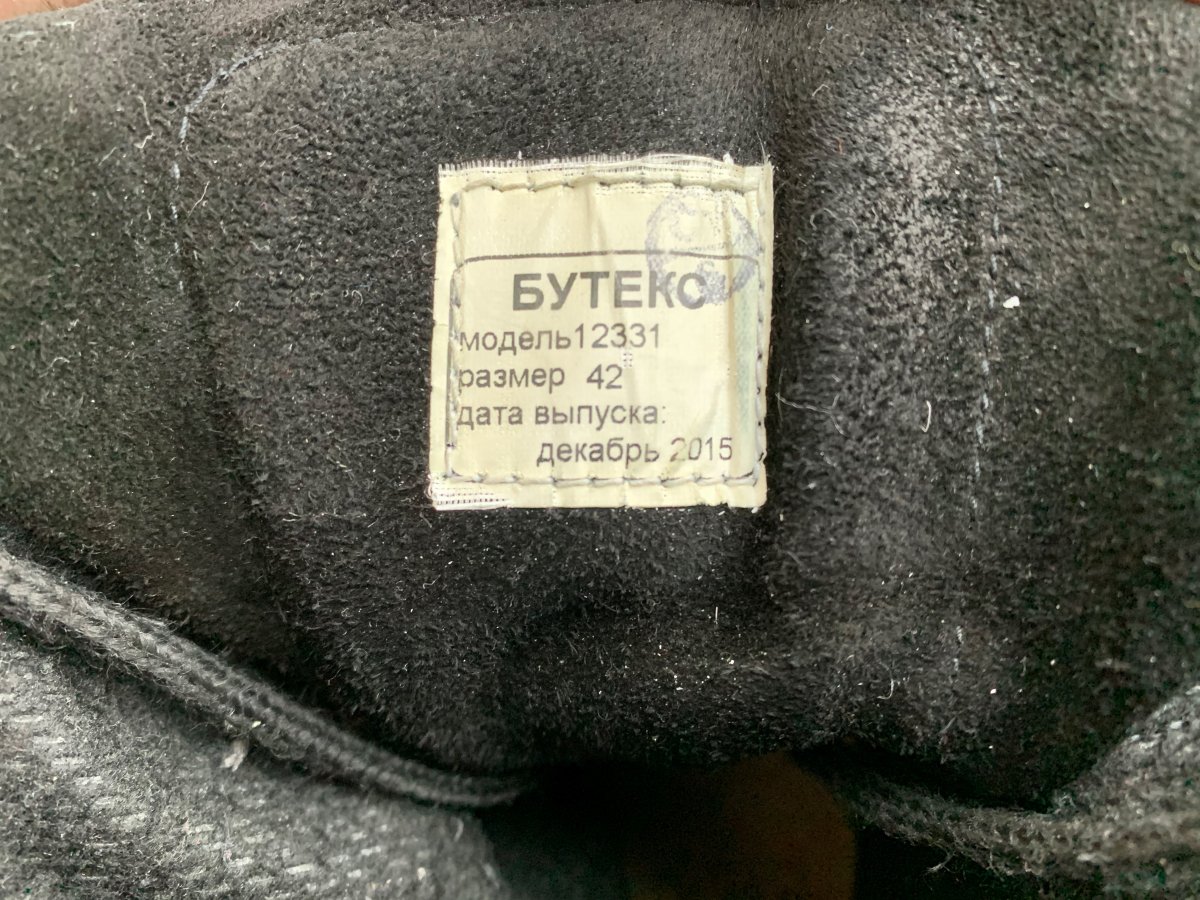 БУТЕКС
модель12331
размер 42
дата выпуска:
декабрь 2015